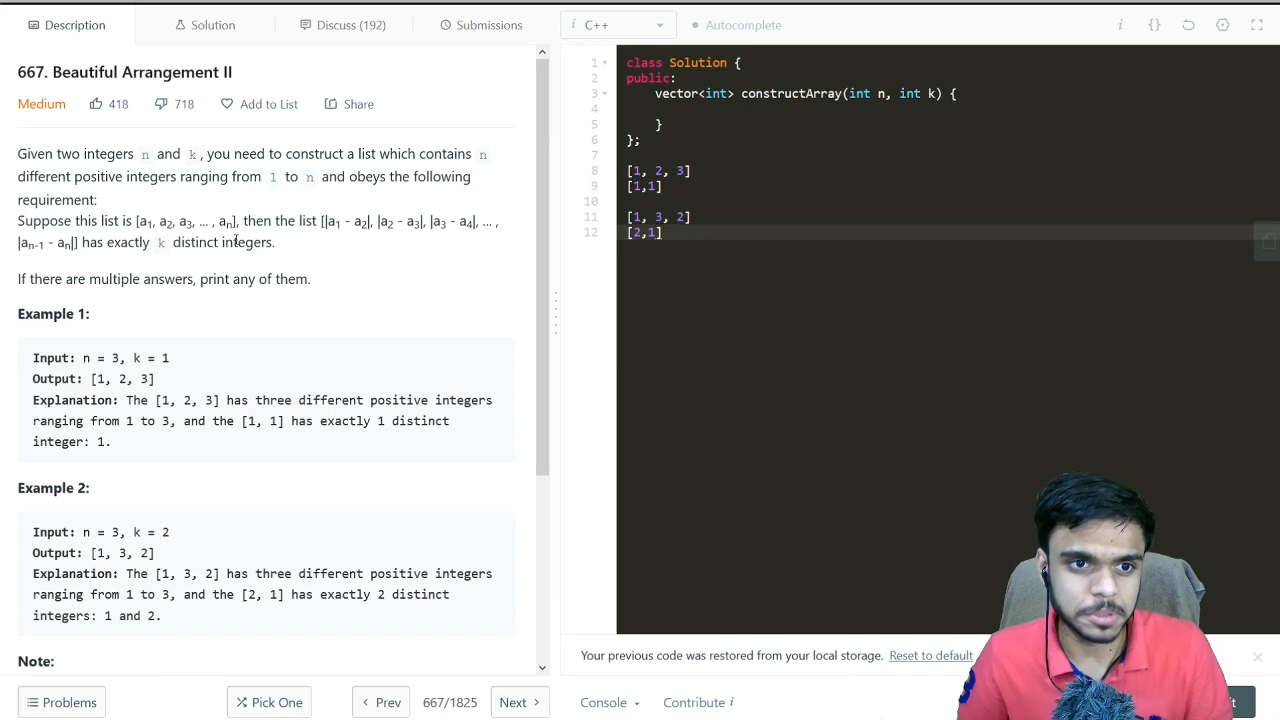 Description
Solution
Discuss (192)
Submissions
i C++
Autocomplete
i {}
667. Beautiful Arrangement II
Medium 418 718 Add to List Share
Given two integers n and k, you need to construct a list which contains n
different positive integers ranging from 1 to n and obeys the following
requirement:
Suppose this list is [a1, a2, a3, ... , an], then the list [|a1 - a2|, |a2 - a3|, |a3 - a4|, ... ,
|an-1 - an|] has exactly k distinct integers.
If there are multiple answers, print any of them.
Example 1:
Input: n = 3, k = 1
Output: [1, 2, 3]
Explanation: The [1, 2, 3] has three different positive integers
ranging from 1 to 3, and the [1, 1] has exactly 1 distinct
integer: 1.
Example 2:
Input: n = 3, k = 2
Output: [1, 3, 2]
Explanation: The [1, 3, 2] has three different positive integers
ranging from 1 to 3, and the [2, 1] has exactly 2 distinct
integers: 1 and 2.
Note:
Problems
Pick One
Prev
667/1825
Next
1 class Solution {
2 public:
3 vector<int> constructArray(int n, int k) {
4
5 }
6 };
7
8 [1, 2, 3]
9 [1,1]
10
11 [1, 3, 2]
12 [2,1]
Your previous code was restored from your local storage. Reset to default
Console
Contribute i